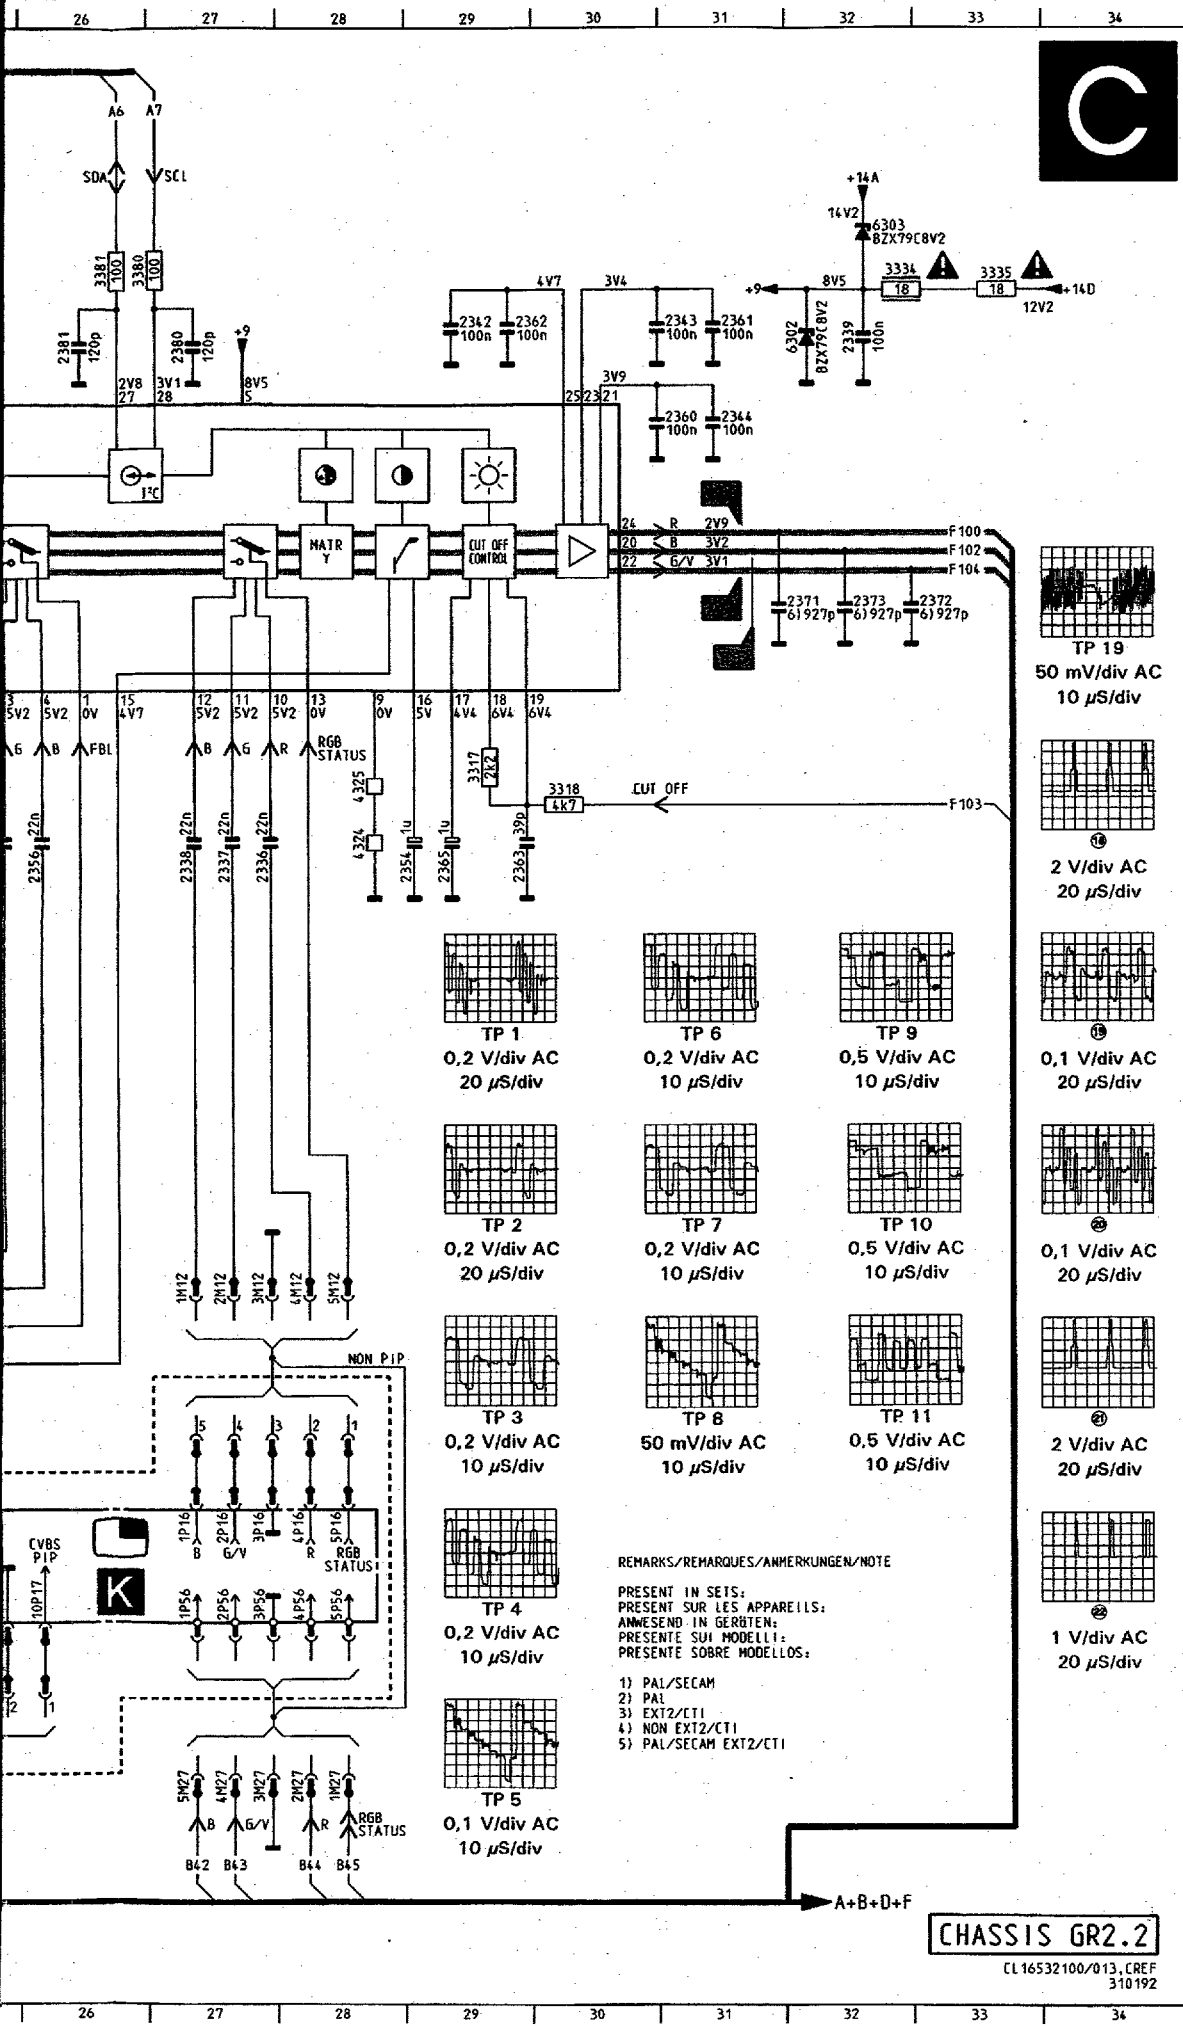 26 27 28 29 30 31 32 33 34
C
A6 A7
SDA SCL
+14A
14V2
6303
BZX79C8V2
3381 100
3380 100
4V7 3V4
+9 8V5
3334 18
3335 18
+14D
12V2
2381 120p
2380 120p
+9
2342 100n
2362 100n
2343 100n
2361 100n
6302 BZX79C8V2
2339 100n
2V8 3V1 8V5
27 28 5
3V9
25 23 21
2360 100n
2344 100n
I²C
MATR Y
CUT OFF CONTROL
24 R 2V9 F100
20 B 3V2 F102
22 G/V 3V1 F104
2371 6)927p
2373 6)927p
2372 6)927p
TP 19
50 mV/div AC
10 µS/div
3 4 1 15 12 11 10 13 9 16 17 18 19
5V2 5V2 0V 4V7 5V2 5V2 5V2 0V 0V 5V 4V4 6V4 6V4
G B FBL B G R RGB STATUS
3317 2k2
4325
4324
3318 4k7
CUT OFF
F103
2356 22n
2338 22n
2337 22n
2336 22n
2354 1u
2365 1u
2363 39p
18
2 V/div AC
20 µS/div
TP 1
0,2 V/div AC
20 µS/div
TP 6
0,2 V/div AC
10 µS/div
TP 9
0,5 V/div AC
10 µS/div
19
0,1 V/div AC
20 µS/div
TP 2
0,2 V/div AC
20 µS/div
TP 7
0,2 V/div AC
10 µS/div
TP 10
0,5 V/div AC
10 µS/div
20
0,1 V/div AC
20 µS/div
1M12 2M12 3M12 4M12 5M12
NON PIP
TP 3
0,2 V/div AC
10 µS/div
TP 8
50 mV/div AC
10 µS/div
TP 11
0,5 V/div AC
10 µS/div
21
2 V/div AC
20 µS/div
5 4 3 2 1
1P16 2P16 3P16 4P16 5P16
B G/V R RGB STATUS
CVBS PIP
10P17
K
1P56 2P56 3P56 4P56 5P56
2 1
TP 4
0,2 V/div AC
10 µS/div
22
1 V/div AC
20 µS/div
REMARKS/REMARQUES/ANMERKUNGEN/NOTE
PRESENT IN SETS:
PRESENT SUR LES APPAREILS:
ANWESEND IN GERÖTEN:
PRESENTE SUI MODELLI:
PRESENTE SOBRE MODELLOS:
1) PAL/SECAM
2) PAL
3) EXT2/CTI
4) NON EXT2/CTI
5) PAL/SECAM EXT2/CTI
TP 5
0,1 V/div AC
10 µS/div
5M27 4M27 3M27 2M27 1M27
B G/V R RGB STATUS
B42 B43 B44 B45
A+B+D+F
CHASSIS GR2.2
CL16532100/013,CREF
310192
26 27 28 29 30 31 32 33 34